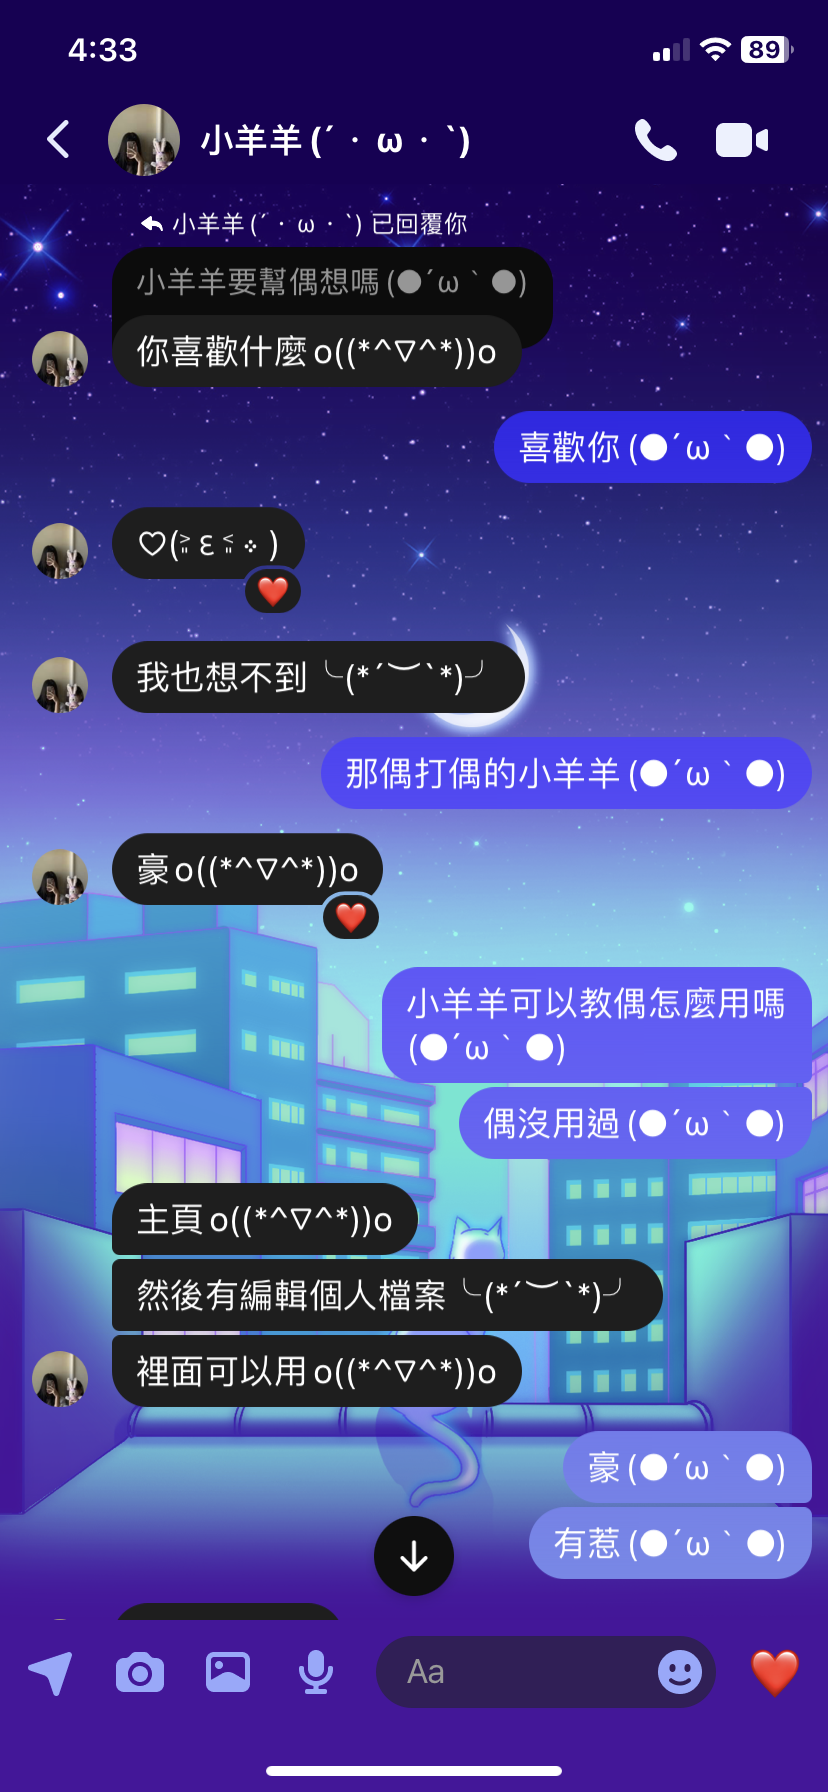 4:33
89
小羊羊 (´・ω・`)
小羊羊 (´・ω・`) 已回覆你
小羊羊要幫偶想嗎 (●´ω｀●)
你喜歡什麼 o((*^▽^*))o
喜歡你 (●´ω｀●)
♡(˃̶͈ ε ˂̶͈ ༶ )
❤️
我也想不到╰(*´︶`*)╯
那偶打偶的小羊羊 (●´ω｀●)
豪 o((*^▽^*))o
❤️
小羊羊可以教偶怎麼用嗎
(●´ω｀●)
偶沒用過 (●´ω｀●)
主頁 o((*^▽^*))o
然後有編輯個人檔案╰(*´︶`*)╯
裡面可以用 o((*^▽^*))o
豪 (●´ω｀●)
有惹 (●´ω｀●)
Aa